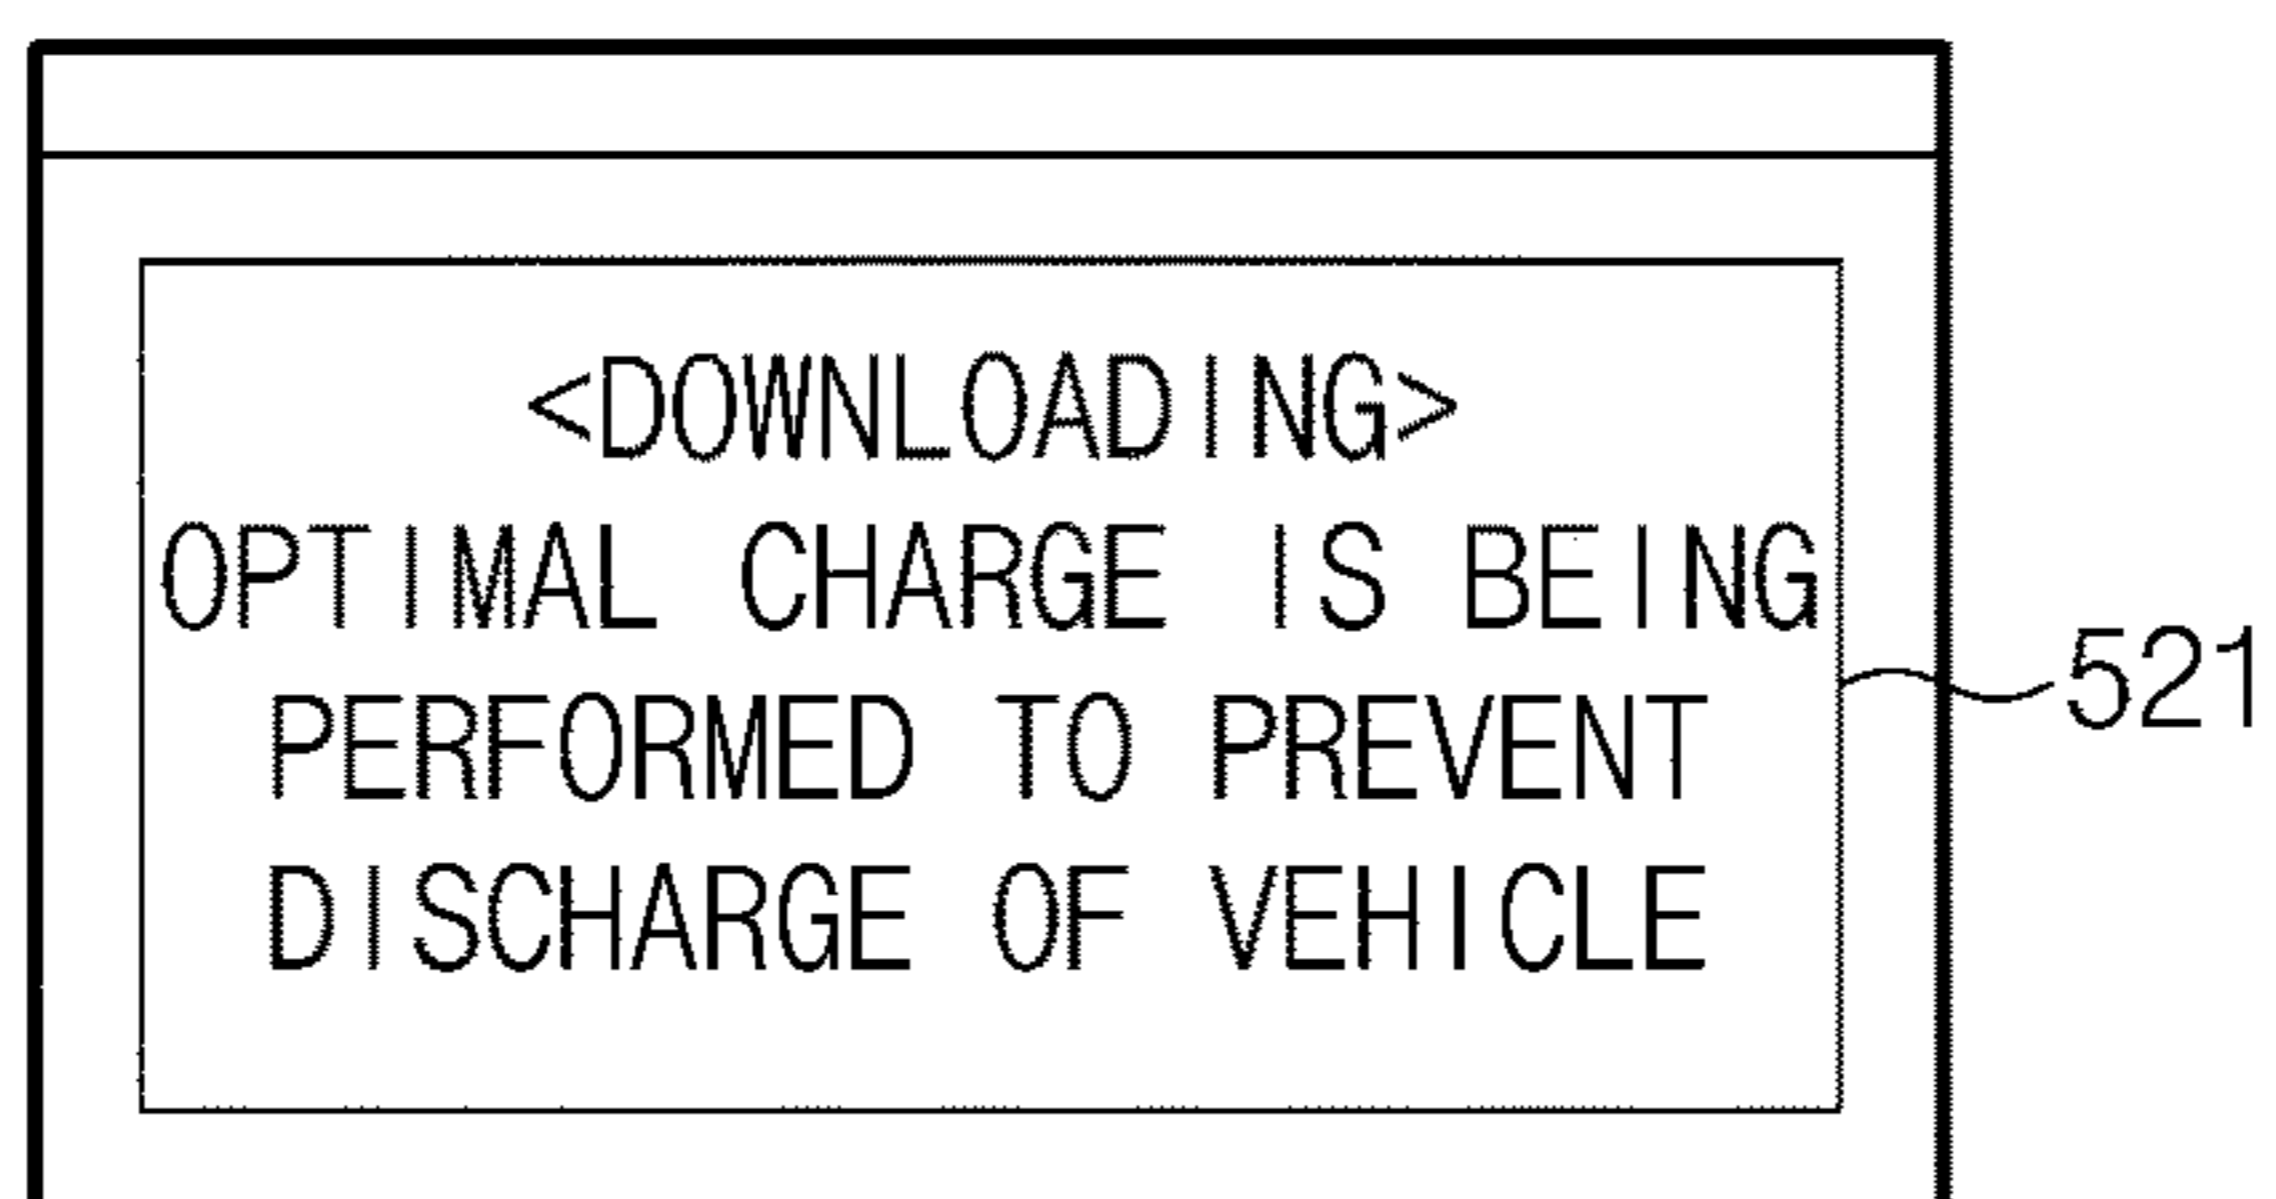 <DOWNLOADING>
OPTIMAL CHARGE IS BEING
PERFORMED TO PREVENT
DISCHARGE OF VEHICLE
521